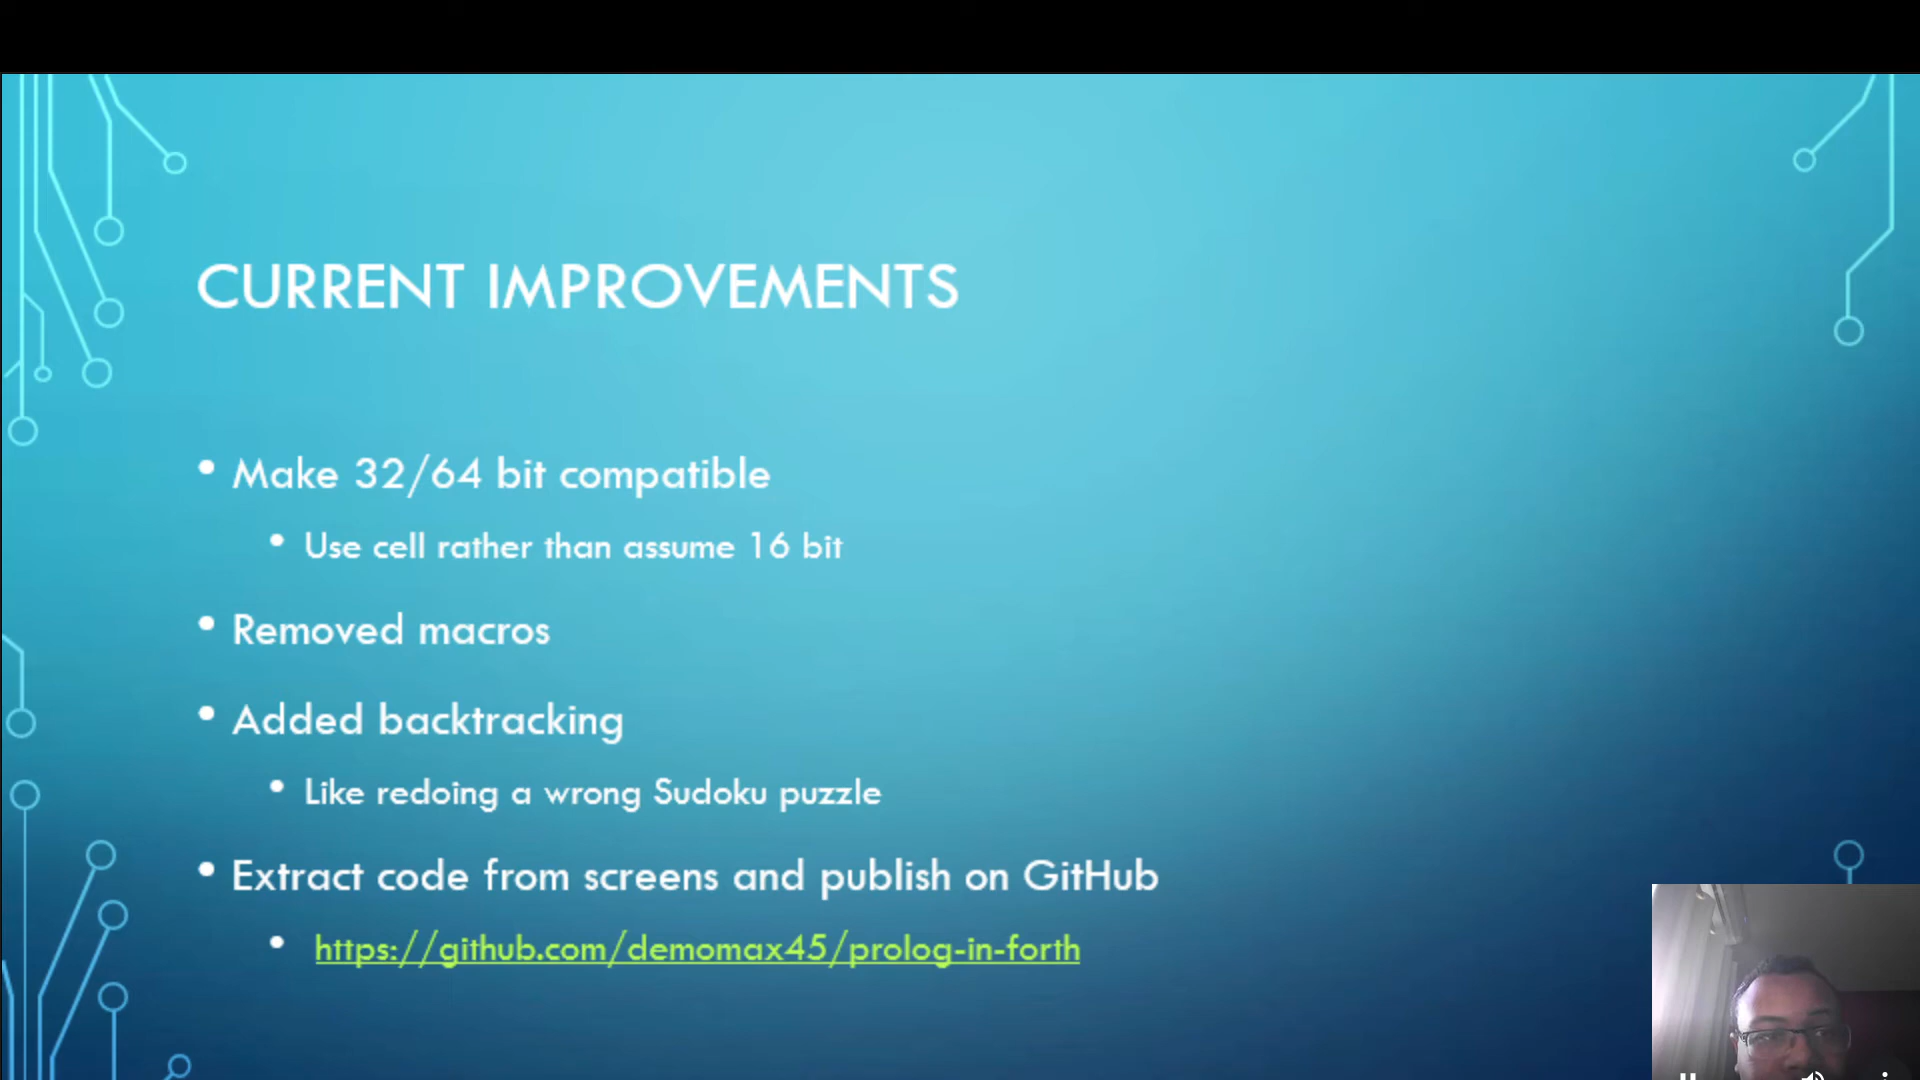 CURRENT IMPROVEMENTS
• Make 32/64 bit compatible
• Use cell rather than assume 16 bit
• Removed macros
• Added backtracking
• Like redoing a wrong Sudoku puzzle
• Extract code from screens and publish on GitHub
• https://github.com/demomax45/prolog-in-forth